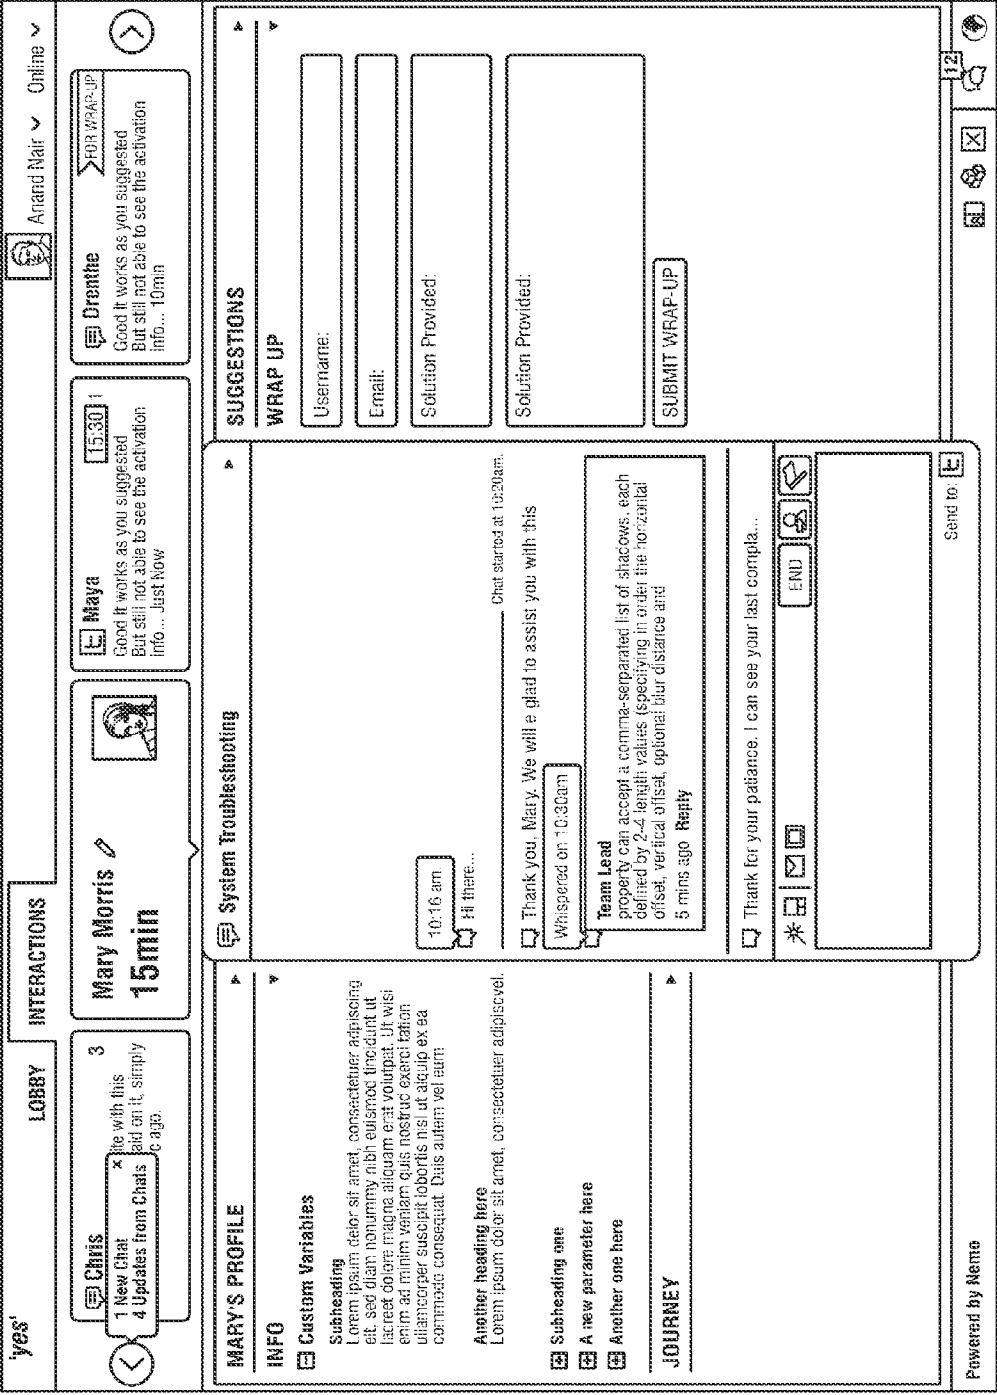 'yes'
LOBBY
INTERACTIONS
Anand Nair
Online
Chris
3
ite with this
aid on it, simply
c ago.
1 New Chat
×
4 Updates from Chats
Mary Morris
15min
Maya
15:30
1
Good It works as you suggested
But still not able to see the activation
info... Just Now
Drenthe
>FOR WRAP-UP
Good It works as you suggested
But still not able to see the activation
info... 10min
MARY'S PROFILE
INFO
Custom Variables
Subheading
Lorem ipsum delor sit amet, consectetuer adpiscing
elt, sed diam nonummy nibh euismod tincidunt ut
lacreet dolore magna aliquam erat volutpat. Ut wisi
enim ad minim veniam quis nostrud exerci tation
ullamcorper suscipit lobortis nisl ut alquip ex ea
commodo consequat. Duis autem vel eum
Another heading here
Lorem ipsum dolor sit amet, consectetuer adipiscvel.
Subheading one
A new parameter here
Another one here
JOURNEY
System Troubleshooting
10:16 am
Hi there...
Chat started at 10:20am.
Thank you, Mary. We will e glad to assist you with this
Whispered on 10:30am
Team Lead
property can accept a comma-serparated list of shadows, each
defined by 2-4 length values (specifying in order the horizontal
offset, vertical offset, optional blur distance and
5 mins ago Reply
Thank for your patiance. I can see your last compla...
END
Send to: t
SUGGESTIONS
WRAP UP
Username:
Email:
Solution Provided:
Solution Provided:
SUBMIT WRAP-UP
Powered by Nemo
12